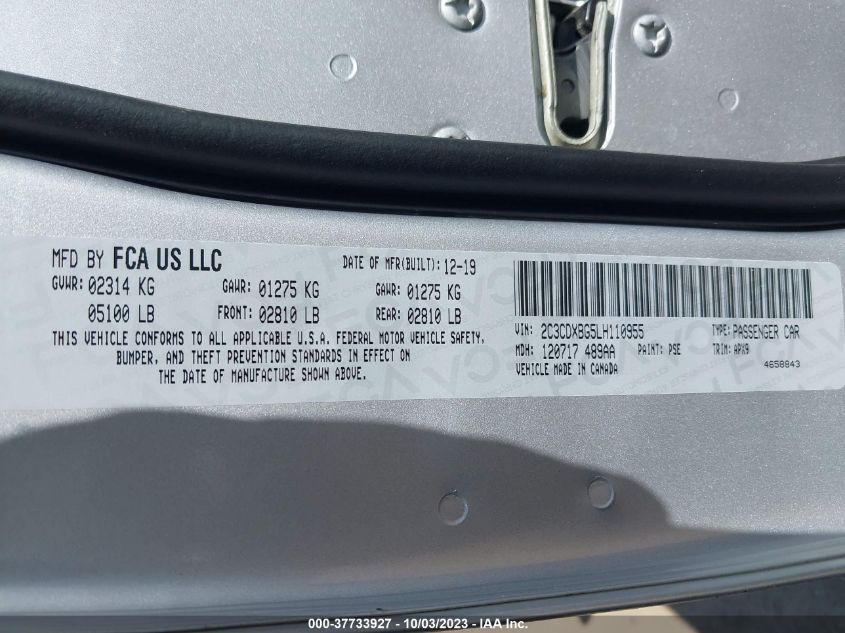 MFD BY FCA US LLC
DATE OF MFR(BUILT): 12-19
GVWR: 02314 KG GAWR: 01275 KG GAWR: 01275 KG
05100 LB FRONT: 02810 LB REAR: 02810 LB
THIS VEHICLE CONFORMS TO ALL APPLICABLE U.S.A. FEDERAL MOTOR VEHICLE SAFETY,
BUMPER, AND THEFT PREVENTION STANDARDS IN EFFECT ON
THE DATE OF MANUFACTURE SHOWN ABOVE.
VIN: 2C3CDXBG5LH110955 TYPE: PASSENGER CAR
MDH: 120717 489AA PAINT: PSE TRIM: APX9
VEHICLE MADE IN CANADA 4658843
000-37733927 - 10/03/2023 - IAA Inc.